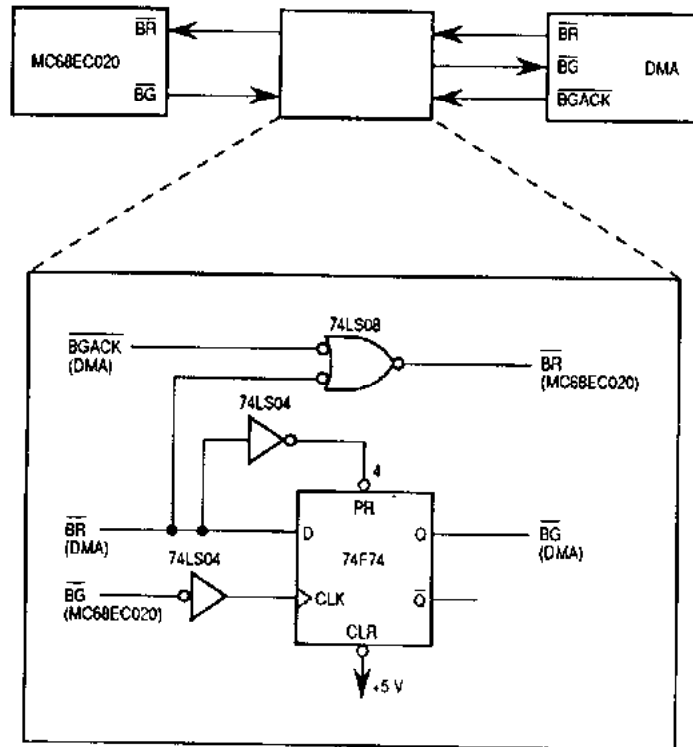 BR
BR
MC68EC020
BG
DMA
BG
BGACK
74LS08
BGACK
(DMA)
BR
(MC68EC020)
74LS04
4
PR
BR
(DMA)
D
Q
BG
(DMA)
74LS04
74F74
BG
(MC68EC020)
CLK
Q
CLR
+5 V